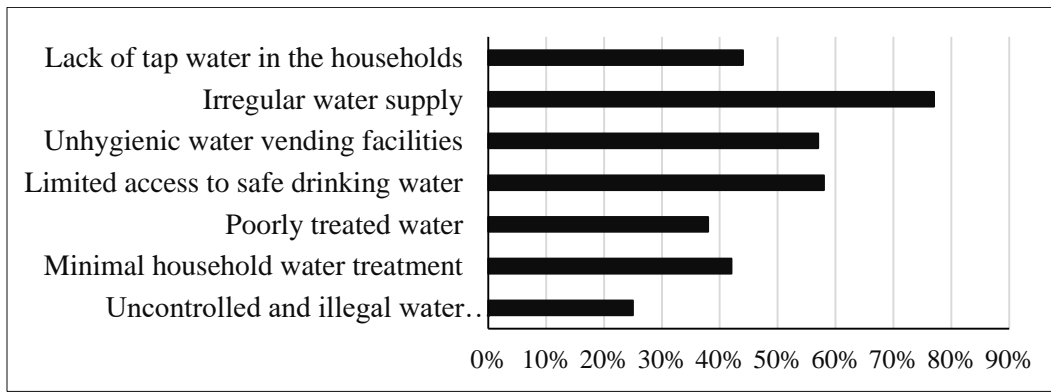 Lack of tap water in the households
Irregular water supply
Unhygienic water vending facilities
Limited access to safe drinking water
Poorly treated water
Minimal household water treatment
Uncontrolled and illegal water..
0% 10% 20% 30% 40% 50% 60% 70% 80% 90%